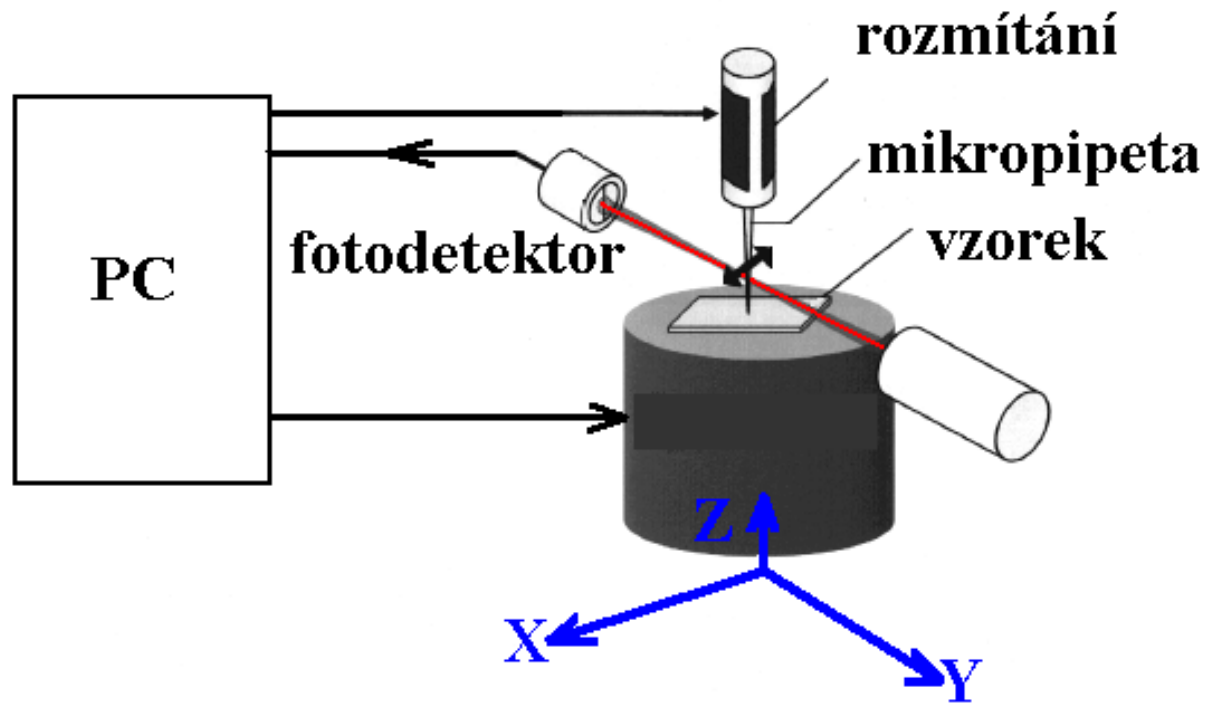 rozmítání
mikropipeta
vzorek
fotodetektor
PC
Z
X
Y